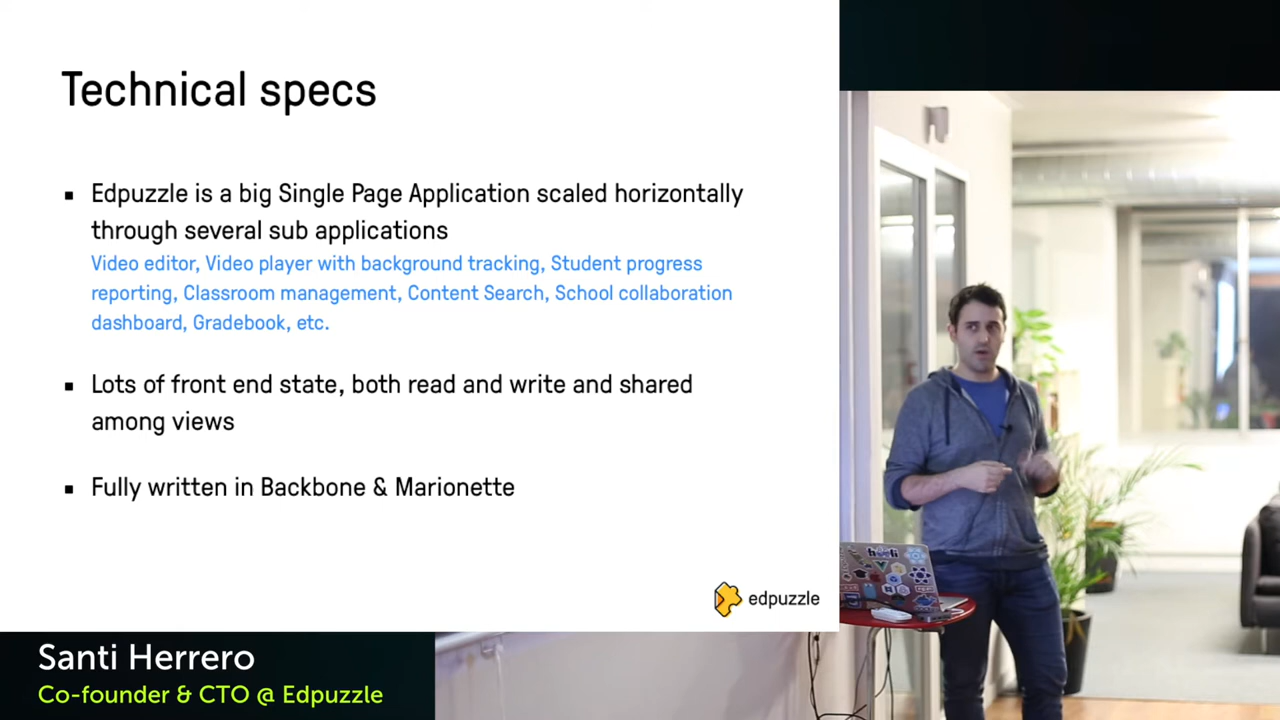 Technical specs
▪ Edpuzzle is a big Single Page Application scaled horizontally
through several sub applications
Video editor, Video player with background tracking, Student progress
reporting, Classroom management, Content Search, School collaboration
dashboard, Gradebook, etc.
▪ Lots of front end state, both read and write and shared
among views
▪ Fully written in Backbone & Marionette
edpuzzle
Santi Herrero
Co-founder & CTO @ Edpuzzle